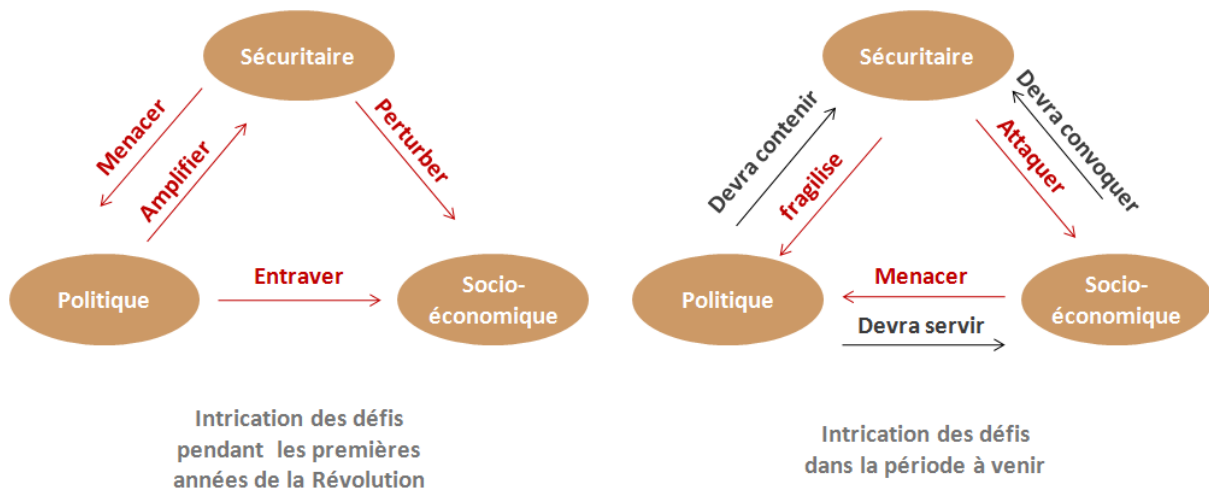 Sécuritaire
Menacer
Amplifier
Perturber
Politique
Entraver
Socio-
économique
Intrication des défis
pendant les premières
années de la Révolution
Sécuritaire
Devra contenir
fragilise
Attaquer
Devra convoquer
Politique
Menacer
Devra servir
Socio-
économique
Intrication des défis
dans la période à venir